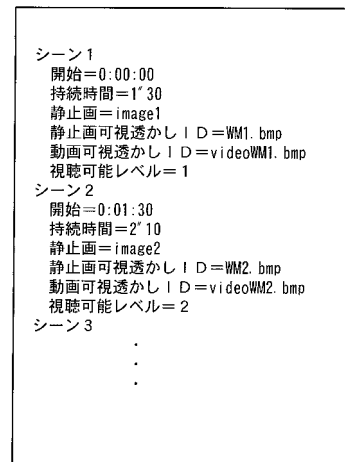 シーン1
開始=0:00:00
持続時間=1″30
静止画=image1
静止画可視透かしID=WM1.bmp
動画可視透かしID=videoWM1.bmp
視聴可能レベル=1
シーン2
開始=0:01:30
持続時間=2″10
静止画=image2
静止画可視透かしID=WM2.bmp
動画可視透かしID=videoWM2.bmp
視聴可能レベル=2
シーン3
.
.
.